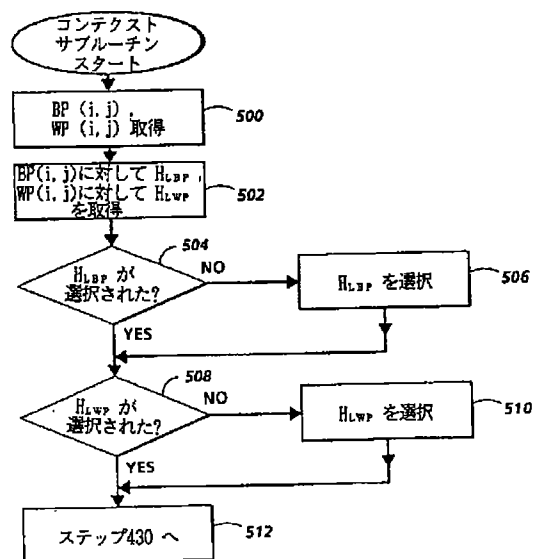 コンテクスト
サブルーチン
スタート
BP (i,j) ,
WP (i,j) 取得
500
BP(i,j)に対して HLBP ,
WP(i,j)に対して HLWP
を取得
502
504
HLBP が
選択された?
NO
HLBP を選択
506
YES
508
HLWP が
選択された?
NO
HLWP を選択
510
YES
ステップ430 へ
512